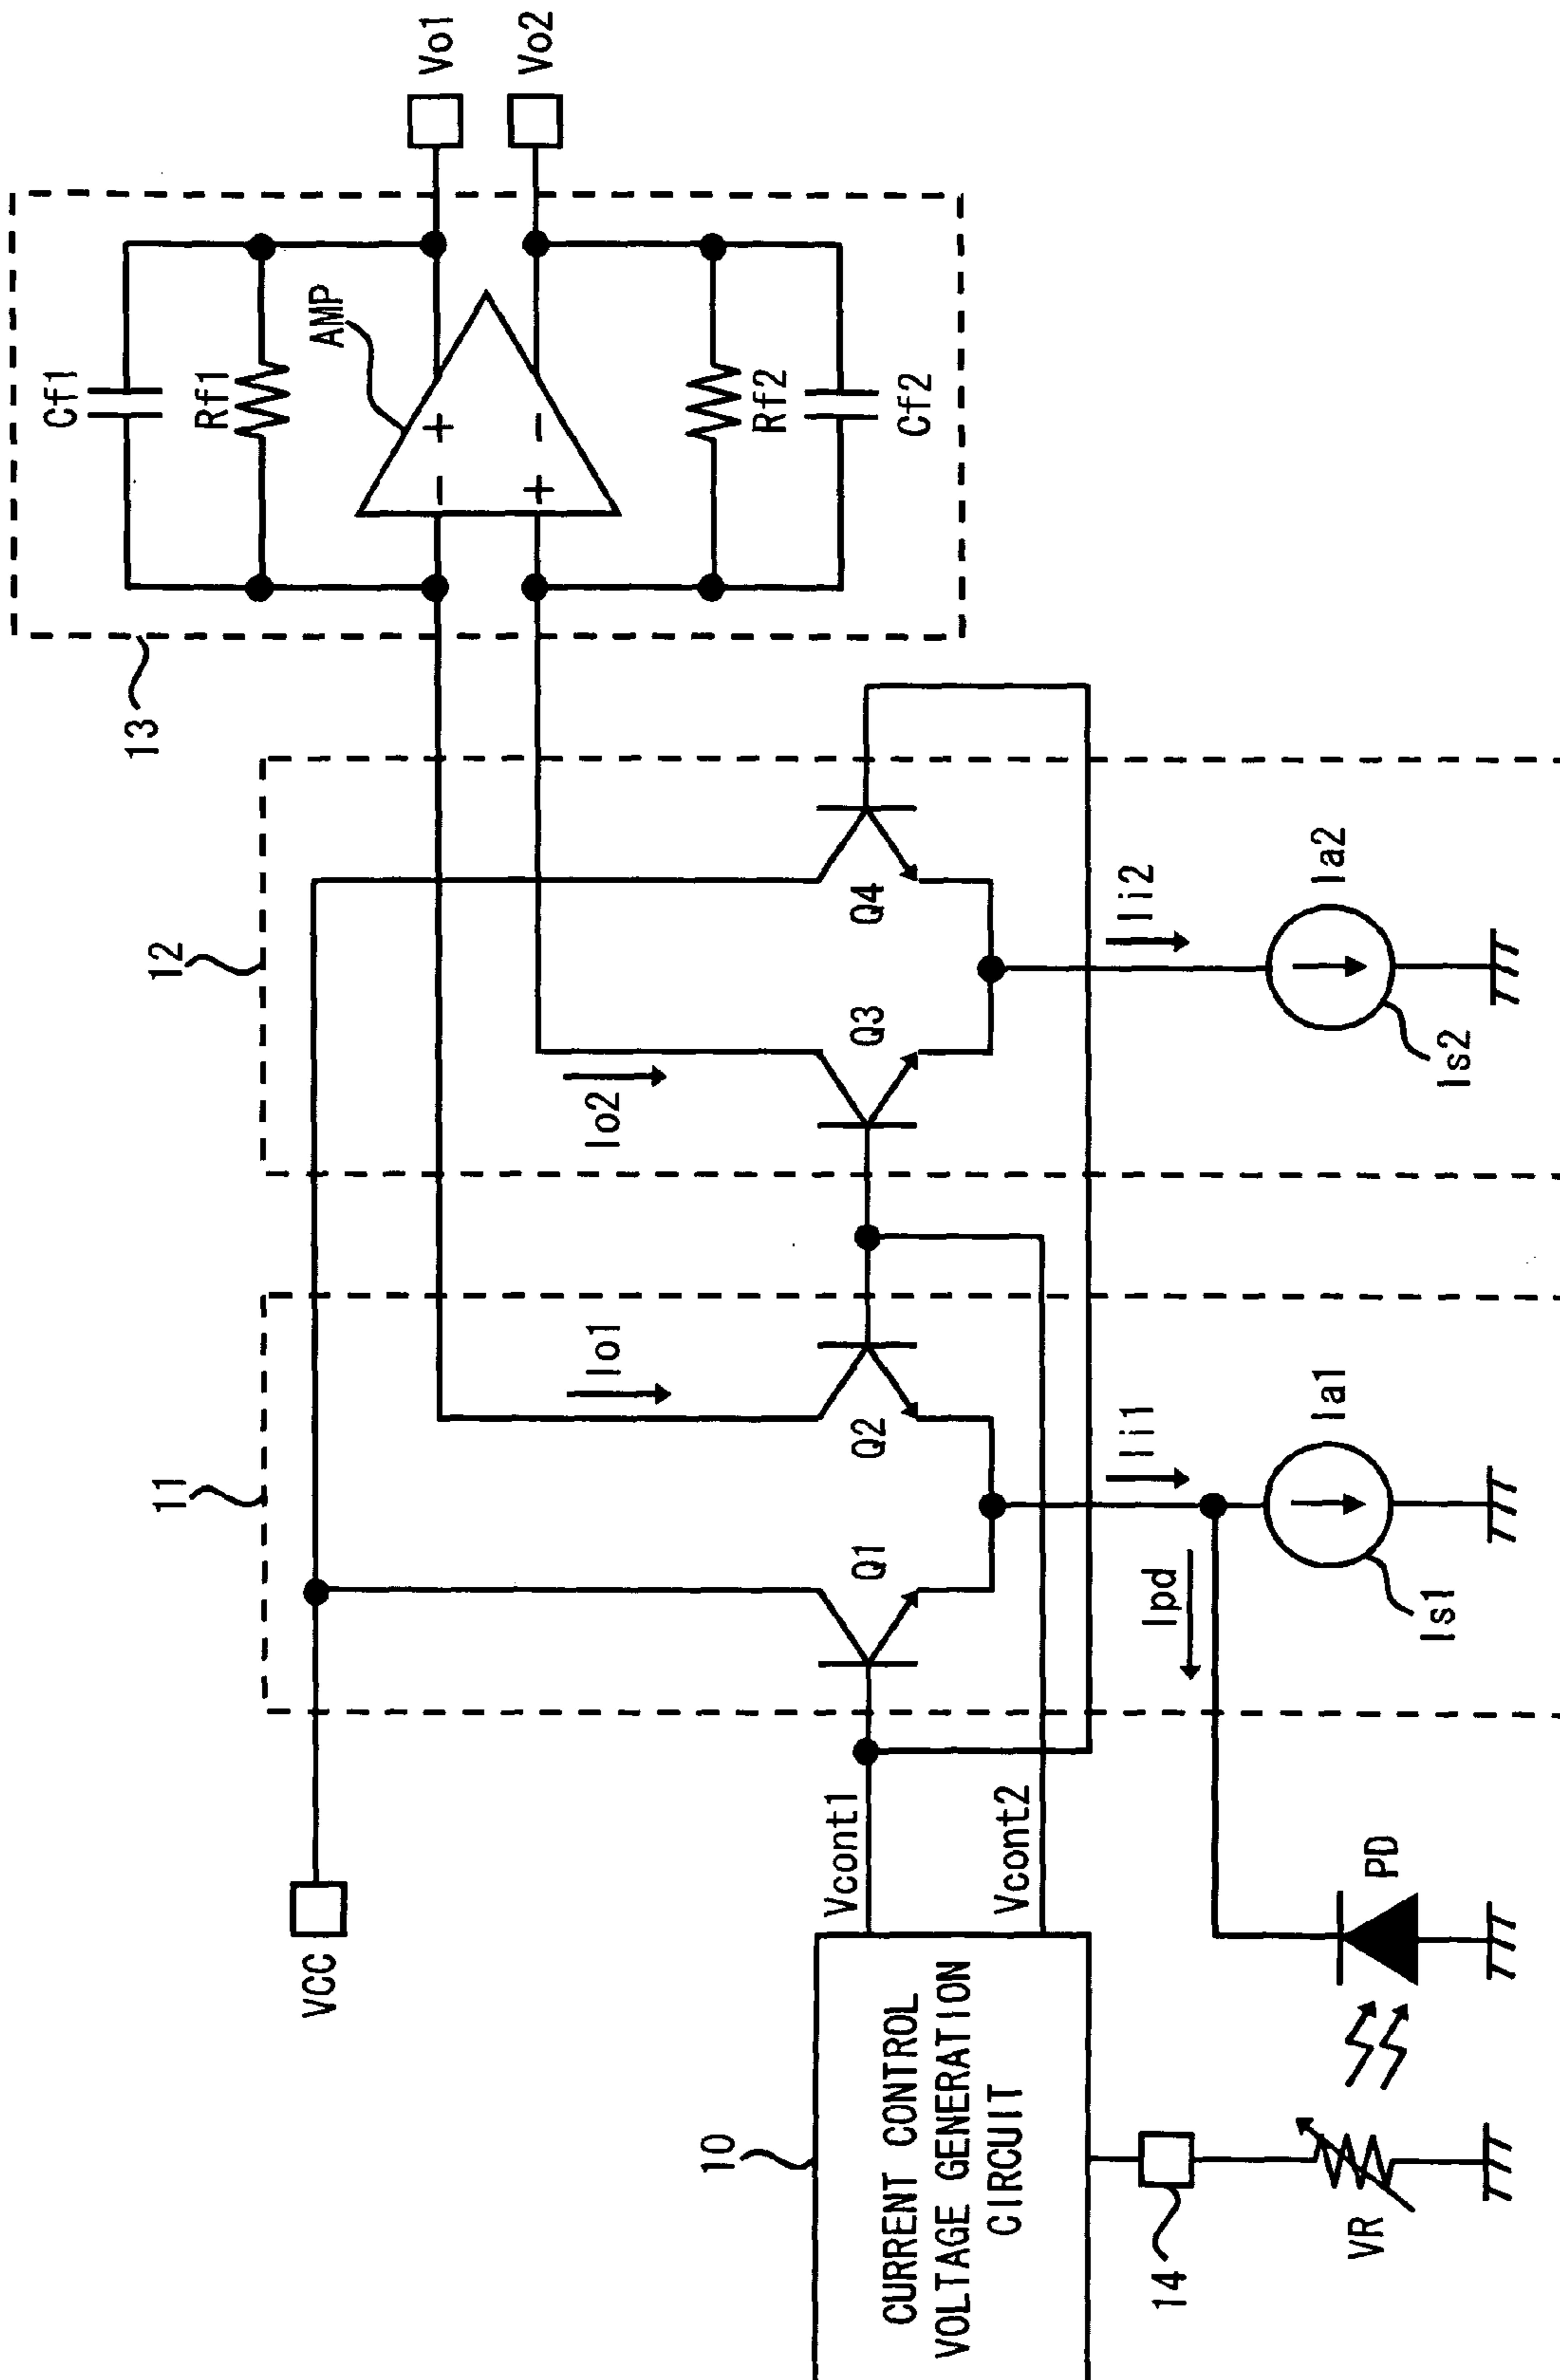 Cf1
Rf1
AMP
+
-
-
+
Rf2
Cf2
Vo1
Vo2
13
12
11
VCC
Io1
Io2
Q1
Q2
Q3
Q4
Vcont1
Vcont2
10
CURRENT CONTROL
VOLTAGE GENERATION
CIRCUIT
Ii1
Ii2
Ipd
Ia1
Ia2
Is1
Is2
PD
14
VR